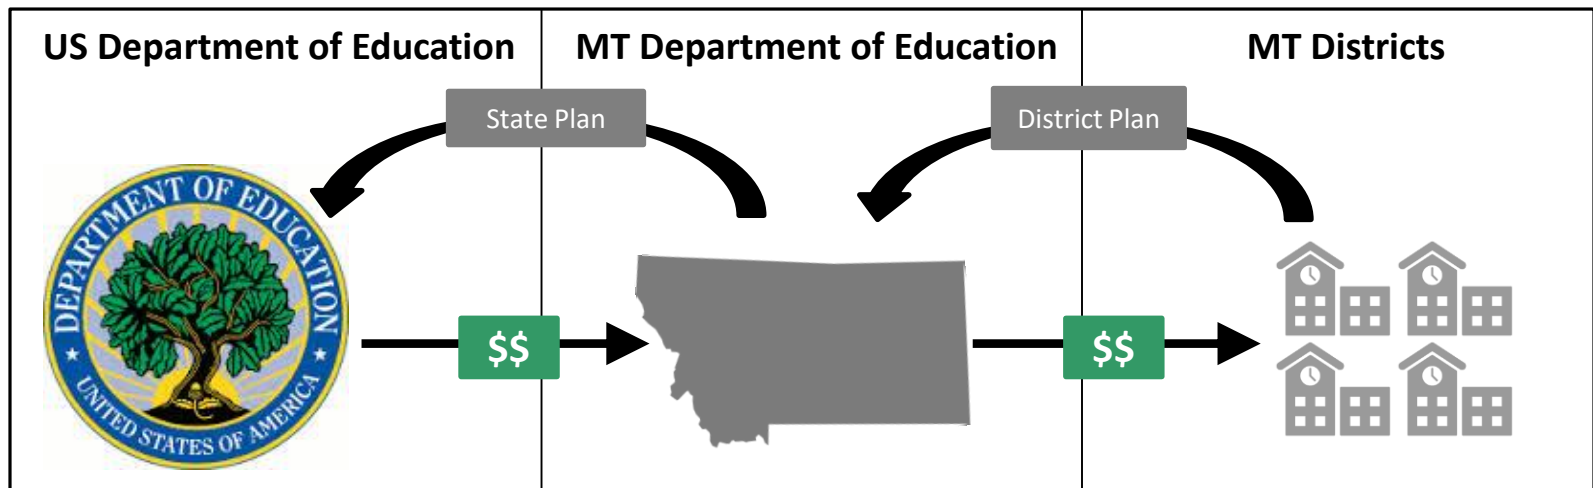 US Department of Education
MT Department of Education
MT Districts
State Plan
District Plan
DEPARTMENT OF EDUCATION
UNITED STATES OF AMERICA
$$
$$